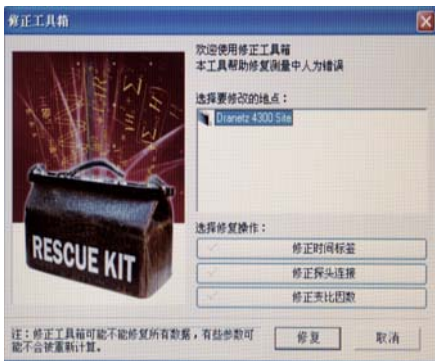 修正工具箱
欢迎使用修正工具箱
本工具帮助修复测量中人为错误
选择要修改的地点：
Dranetz 4300 Site
选择修复操作：
修正时间标签
修正探头连接
修正变比因数
RESCUE KIT
注：修正工具箱可能不能修复所有数据，有些参数可
能不会被重新计算。
修复
取消